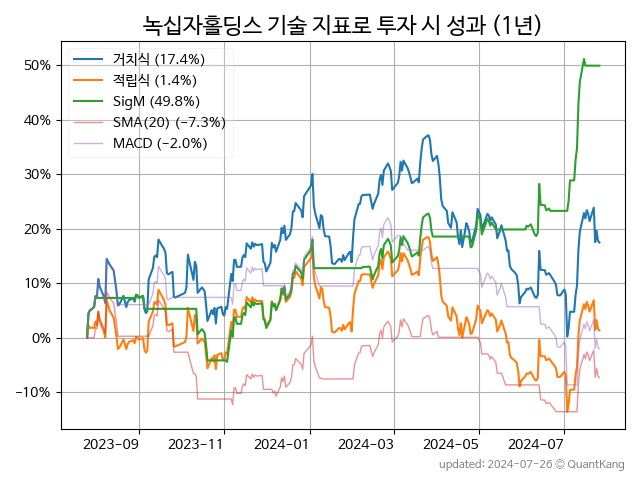 녹십자홀딩스 기술 지표로 투자 시 성과 (1년)
거치식 (17.4%)
적립식 (1.4%)
SigM (49.8%)
SMA(20) (−7.3%)
MACD (−2.0%)
50%
40%
30%
20%
10%
0%
−10%
2023-09 2023-11 2024-01 2024-03 2024-05 2024-07
updated: 2024-07-26 © QuantKang